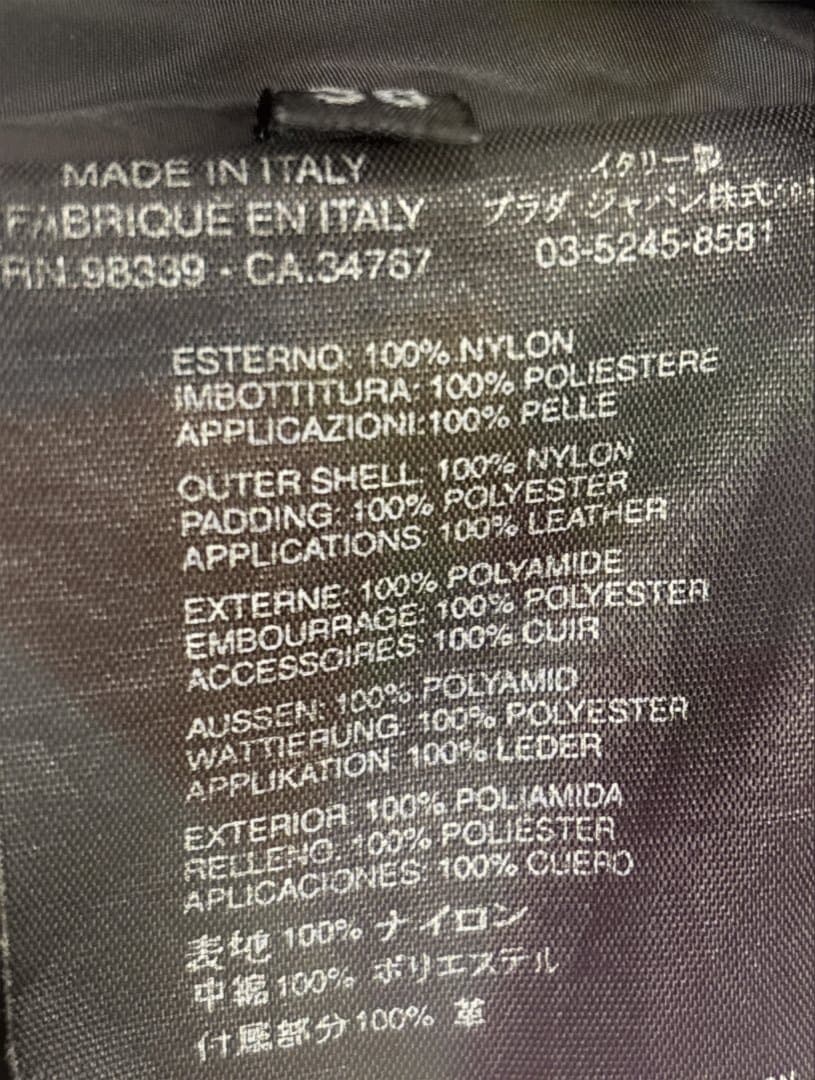 MADE IN ITALY
FABRIQUE EN ITALY
RN.98339 - CA.34767
イタリー製
プラダ ジャパン株式会社
03-5245-8581
ESTERNO: 100% NYLON
IMBOTTITURA: 100% POLIESTERE
APPLICAZIONI: 100% PELLE
OUTER SHELL: 100% NYLON
PADDING: 100% POLYESTER
APPLICATIONS: 100% LEATHER
EXTERNE: 100% POLYAMIDE
EMBOURRAGE: 100% POLYESTER
ACCESSOIRES: 100% CUIR
AUSSEN: 100% POLYAMID
WATTIERUNG: 100% POLYESTER
APPLIKATION: 100% LEDER
EXTERIOR: 100% POLIAMIDA
RELLENO: 100% POLIESTER
APLICACIONES: 100% CUERO
表地 100% ナイロン
中綿 100% ポリエステル
付属部分 100% 革